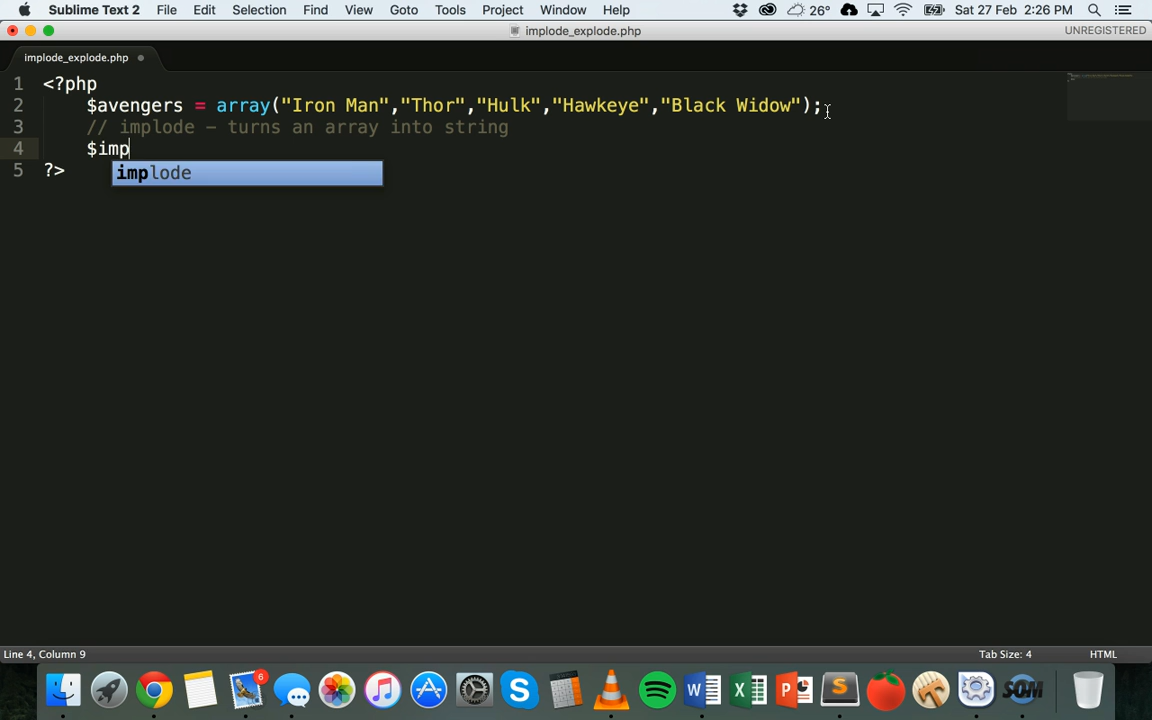 Sublime Text 2 File Edit Selection Find View Goto Tools Project Window Help 26° Sat 27 Feb 2:26 PM
implode_explode.php UNREGISTERED
implode_explode.php
1 <?php
2 $avengers = array("Iron Man","Thor","Hulk","Hawkeye","Black Widow");
3 // implode – turns an array into string
4 $imp
implode
5 ?>
Line 4, Column 9 Tab Size: 4 HTML
6
S W X P S SOM